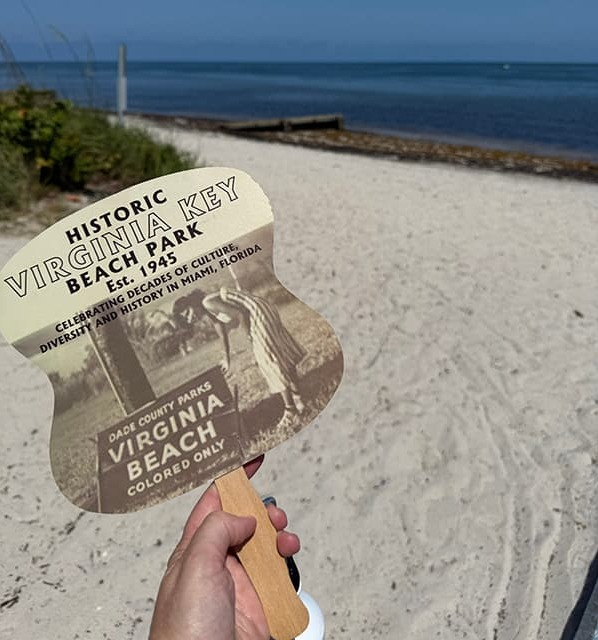 HISTORIC
VIRGINIA KEY
BEACH PARK
Est. 1945
CELEBRATING DECADES OF CULTURE,
DIVERSITY AND HISTORY IN MIAMI, FLORIDA
DADE COUNTY PARKS
VIRGINIA
BEACH
COLORED ONLY